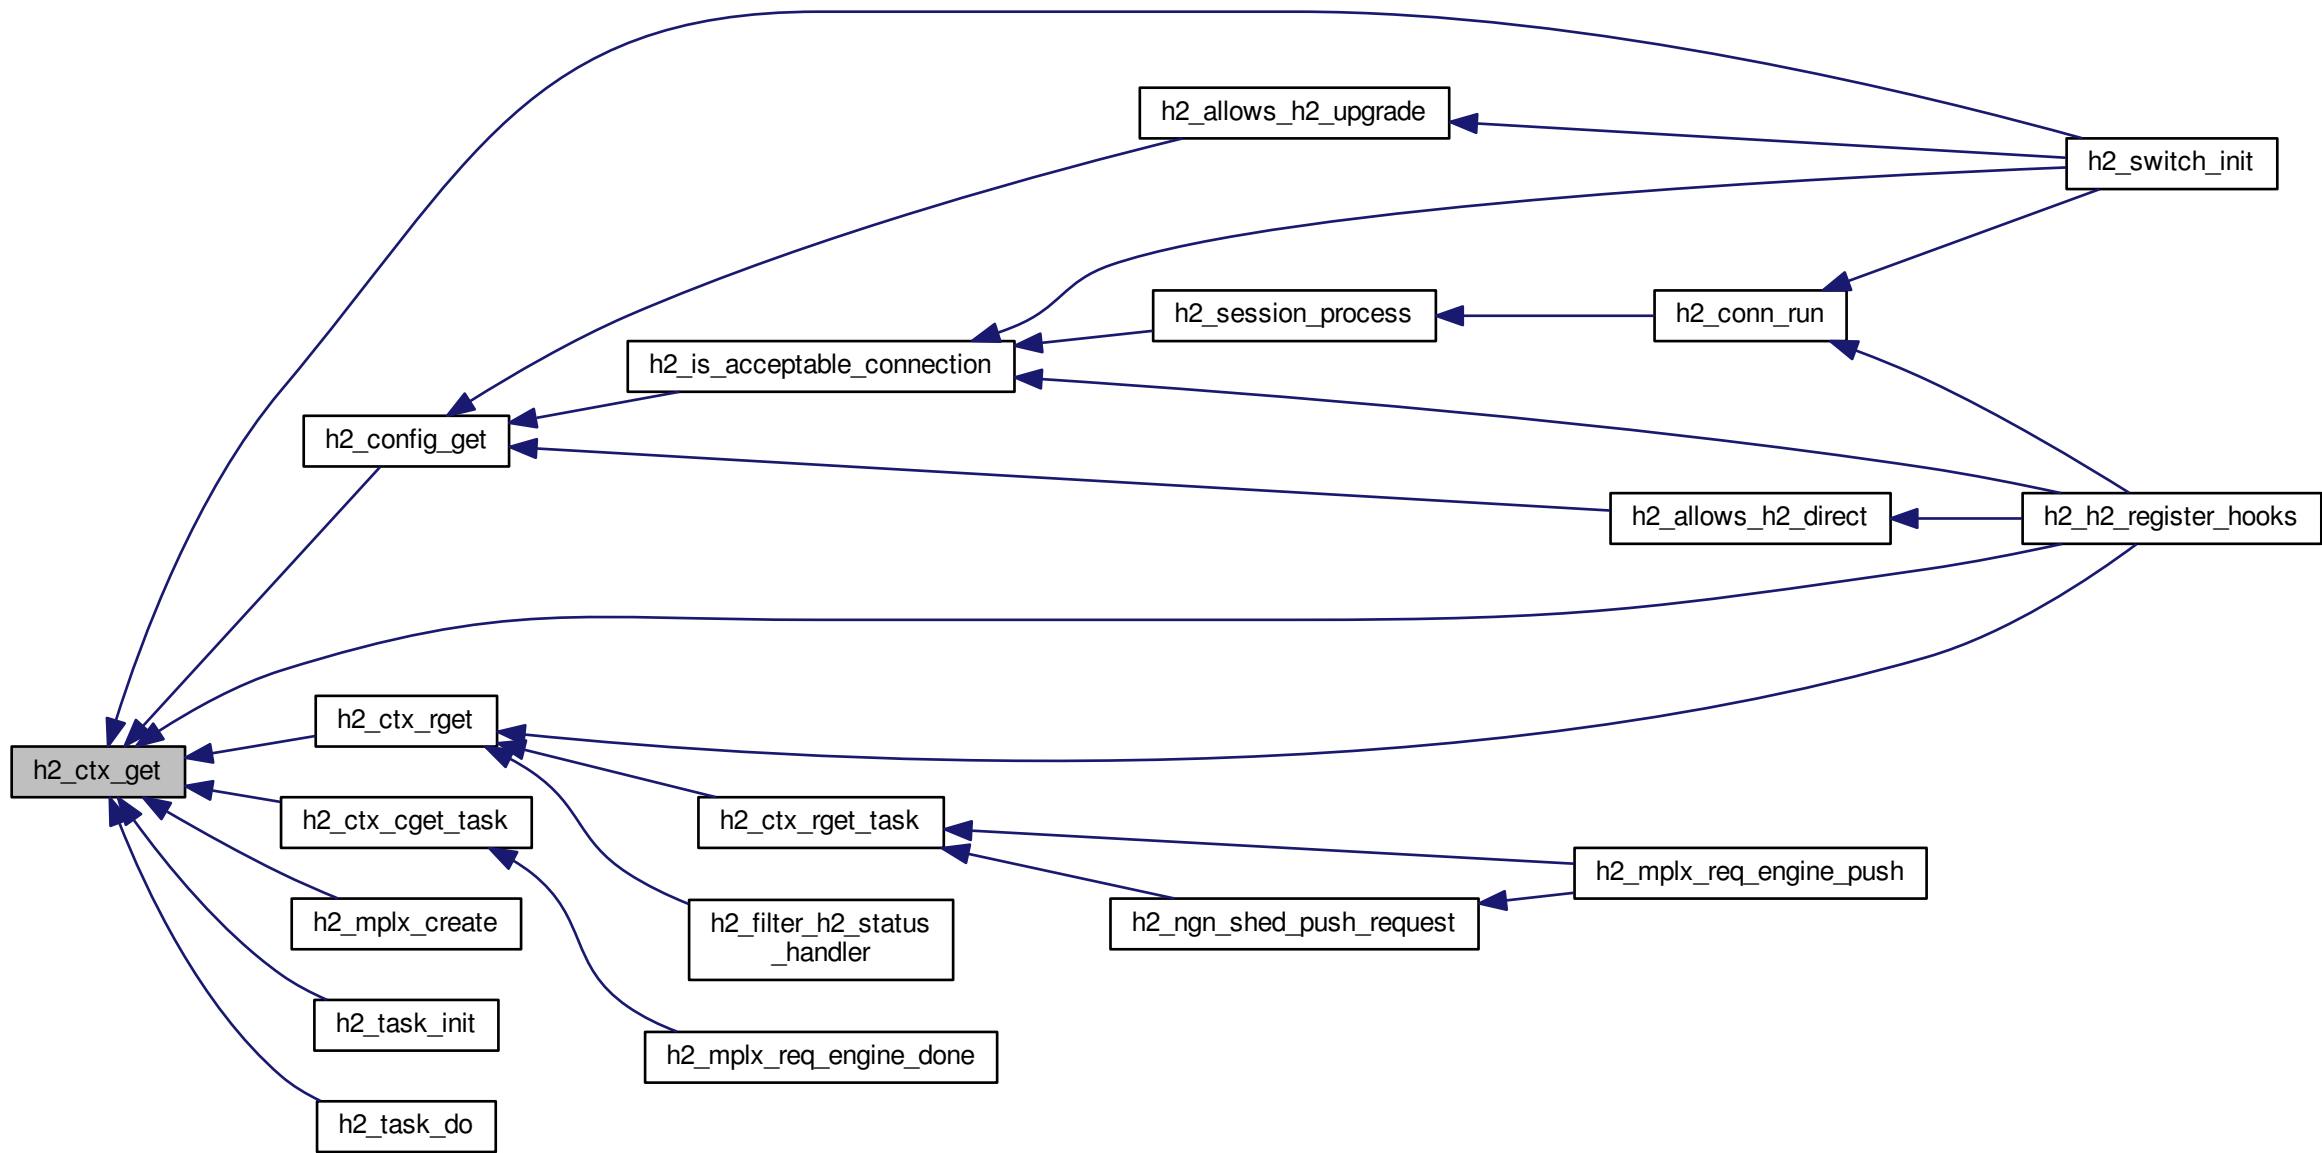 h2_allows_h2_upgrade
h2_switch_init
h2_session_process
h2_conn_run
h2_is_acceptable_connection
h2_config_get
h2_allows_h2_direct
h2_h2_register_hooks
h2_ctx_rget
h2_ctx_get
h2_ctx_cget_task
h2_ctx_rget_task
h2_mplx_req_engine_push
h2_mplx_create
h2_filter_h2_status
_handler
h2_ngn_shed_push_request
h2_task_init
h2_mplx_req_engine_done
h2_task_do